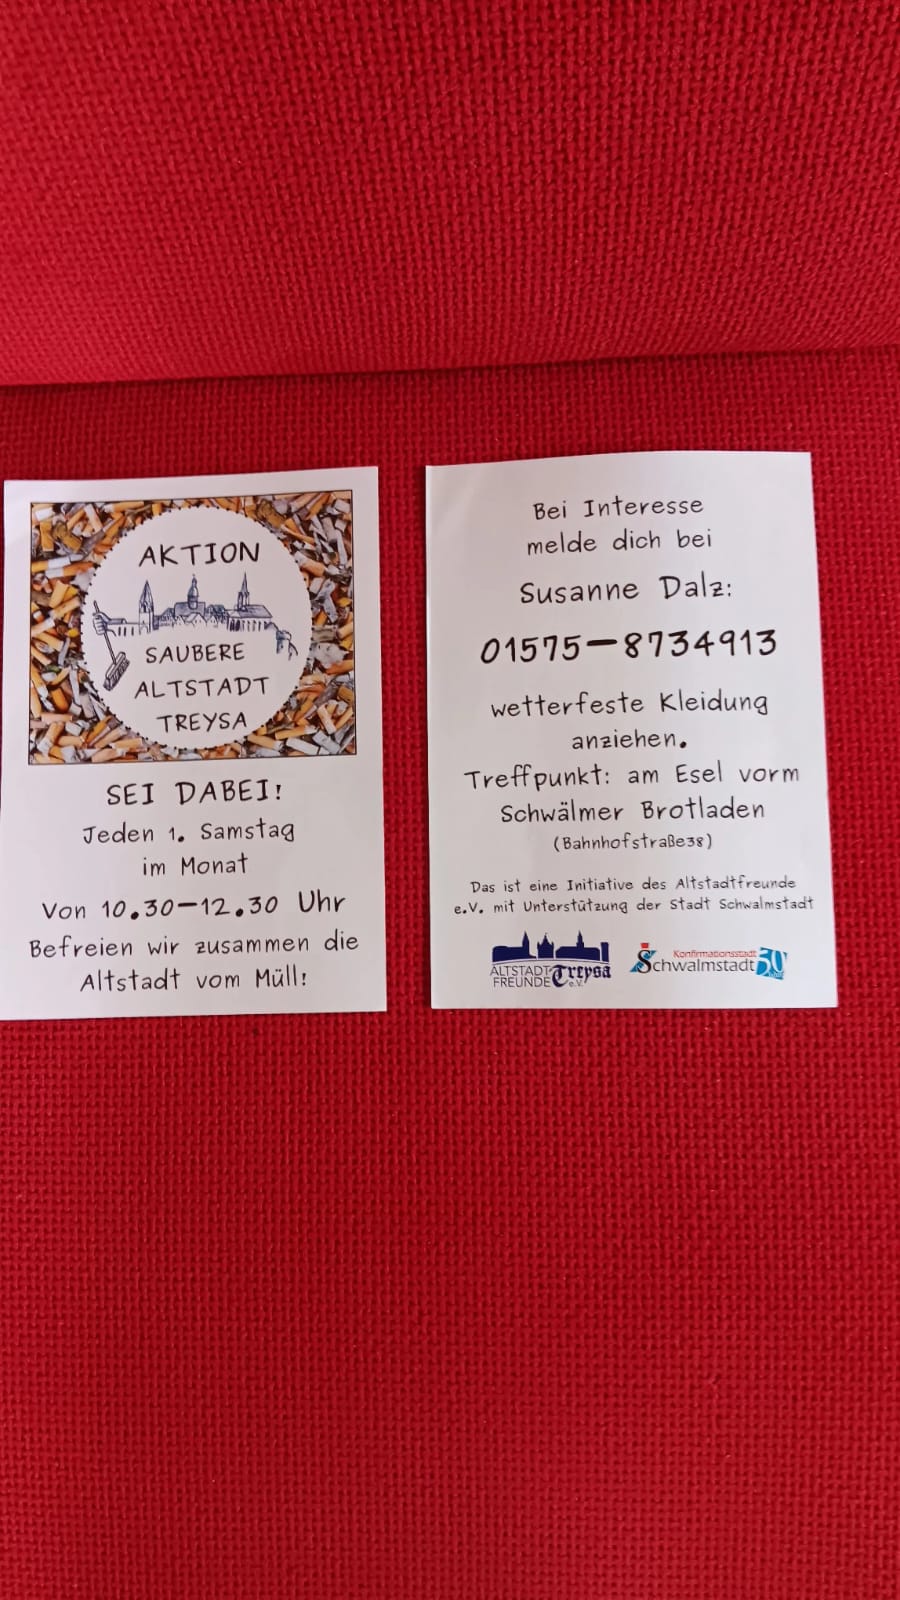 AKTION
SAUBERE
ALTSTADT
TREYSA
SEI DABEI!
Jeden 1. Samstag
im Monat
Von 10.30-12.30 Uhr
Befreien wir zusammen die
Altstadt vom Müll!
Bei Interesse
melde dich bei
Susanne Dalz:
01575-8734913
wetterfeste Kleidung
anziehen.
Treffpunkt: am Esel vorm
Schwälmer Brotladen
(Bahnhofstraße38)
Das ist eine Initiative des Altstadtfreunde
e.V. mit Unterstützung der Stadt Schwalmstadt
ALTSTADT Treysa
FREUNDE e.V.
Konfirmationsstadt
Schwalmstadt 50